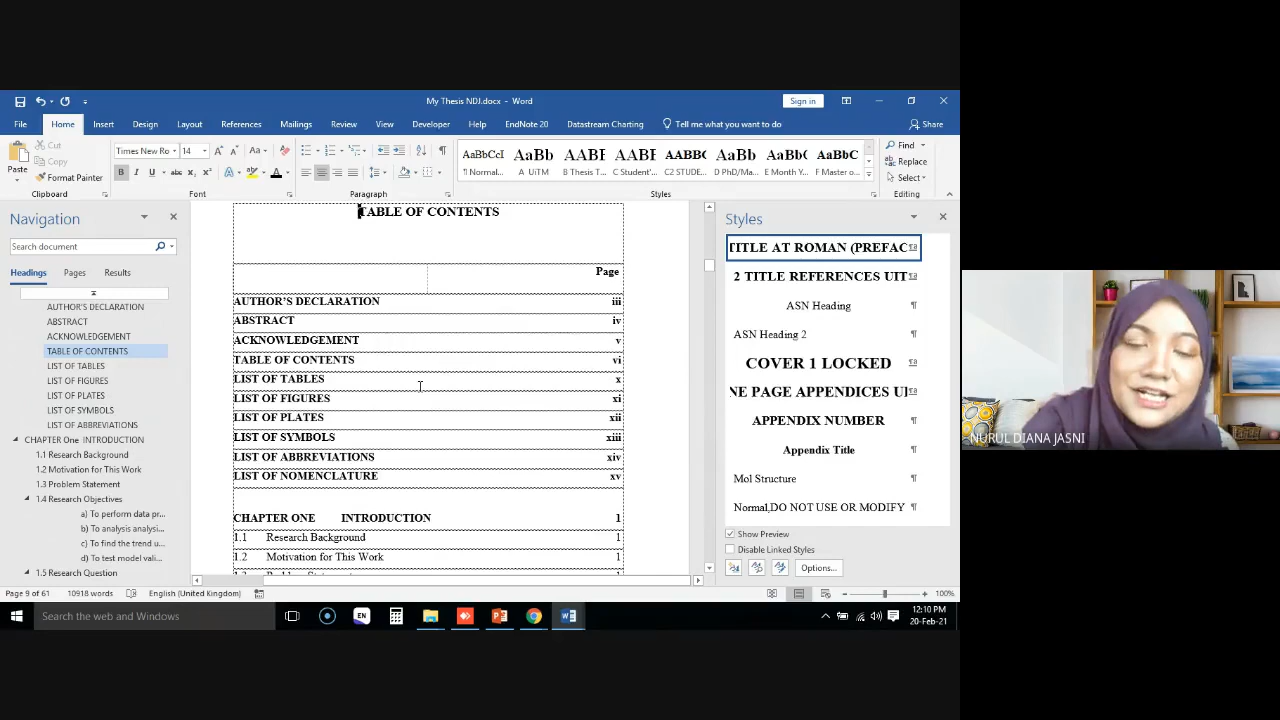 My Thesis NDJ.docx - Word
Sign in
File Home Insert Design Layout References Mailings Review View Developer Help EndNote 20 Datastream Charting Tell me what you want to do Share
Cut
Copy
Format Painter
Paste
Clipboard
Times New Ro 14
Font
Paragraph
AaBbCcI AaBb AABE AABE AABB( AaBb AaBb( AaBbC
¶ Normal... A UiTM B Thesis T... C Student'... C2 STUDE... D PhD/Ma... E Month Y... F Master o...
Styles
Find
Replace
Select
Editing
Navigation
Search document
Headings Pages Results
AUTHOR'S DECLARATION
ABSTRACT
ACKNOWLEDGEMENT
TABLE OF CONTENTS
LIST OF TABLES
LIST OF FIGURES
LIST OF PLATES
LIST OF SYMBOLS
LIST OF ABBREVIATIONS
CHAPTER One INTRODUCTION
1.1 Research Background
1.2 Motivation for This Work
1.3 Problem Statement
1.4 Research Objectives
a) To perform data pr...
b) To analysis analysi...
c) To find the trend u...
d) To test model vali...
1.5 Research Question
TABLE OF CONTENTS
Page
AUTHOR'S DECLARATION iii
ABSTRACT iv
ACKNOWLEDGEMENT v
TABLE OF CONTENTS vi
LIST OF TABLES x
LIST OF FIGURES xi
LIST OF PLATES xii
LIST OF SYMBOLS xiii
LIST OF ABBREVIATIONS xiv
LIST OF NOMENCLATURE xv
CHAPTER ONE INTRODUCTION 1
1.1 Research Background 1
1.2 Motivation for This Work 1
Styles
TITLE AT ROMAN (PREFAC
2 TITLE REFERENCES UIT
ASN Heading
ASN Heading 2
COVER 1 LOCKED
NE PAGE APPENDICES UI
APPENDIX NUMBER
Appendix Title
Mol Structure
Normal,DO NOT USE OR MODIFY
Show Preview
Disable Linked Styles
Options...
Page 9 of 61 10918 words English (United Kingdom) 100%
Search the web and Windows
EN
12:10 PM
20-Feb-21
NURUL DIANA JASNI